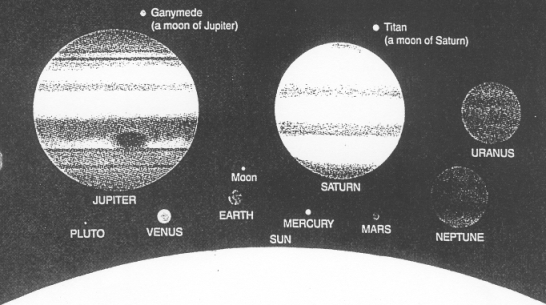 Ganymede
(a moon of Jupiter)
Titan
(a moon of Saturn)
URANUS
Moon
SATURN
JUPITER
EARTH
MERCURY
PLUTO
VENUS
MARS
NEPTUNE
SUN